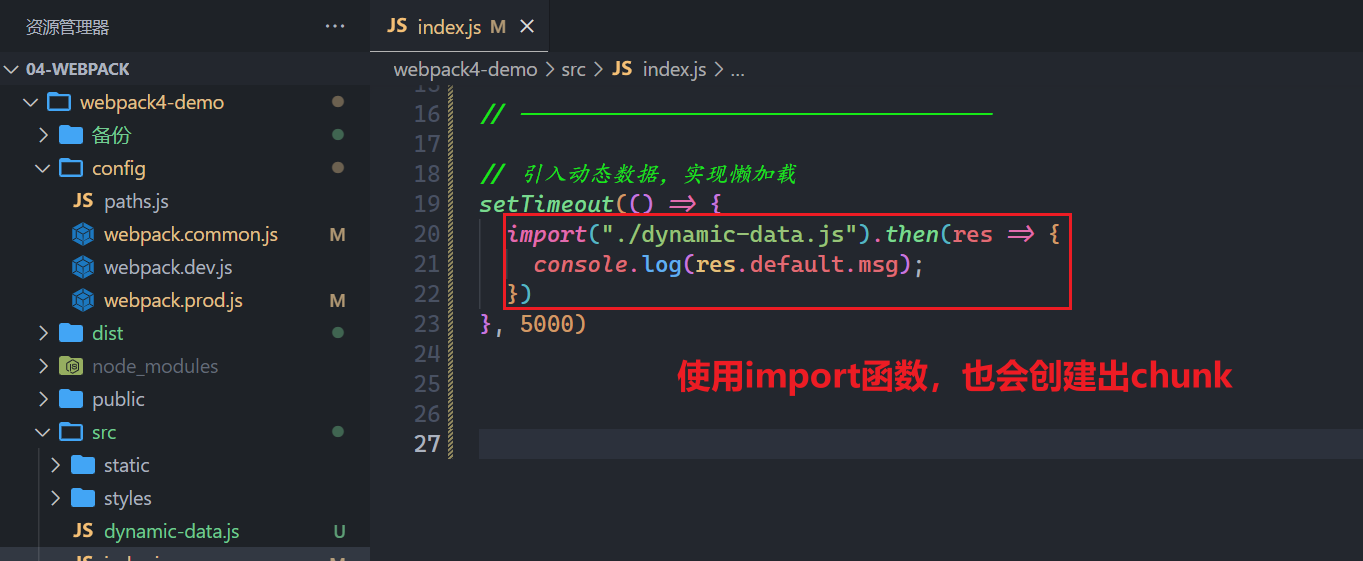 资源管理器 ···
JS index.js M ×
04-WEBPACK
webpack4-demo > src > JS index.js > ...
webpack4-demo
备份
config
JS paths.js
webpack.common.js M
webpack.dev.js
webpack.prod.js M
dist
node_modules
public
src
static
styles
JS dynamic-data.js U
16 // ————————————————————
17
18 // 引入动态数据，实现懒加载
19 setTimeout(() => {
20 import("./dynamic-data.js").then(res => {
21 console.log(res.default.msg);
22 })
23 }, 5000)
24
25
26
27
使用import函数，也会创建出chunk